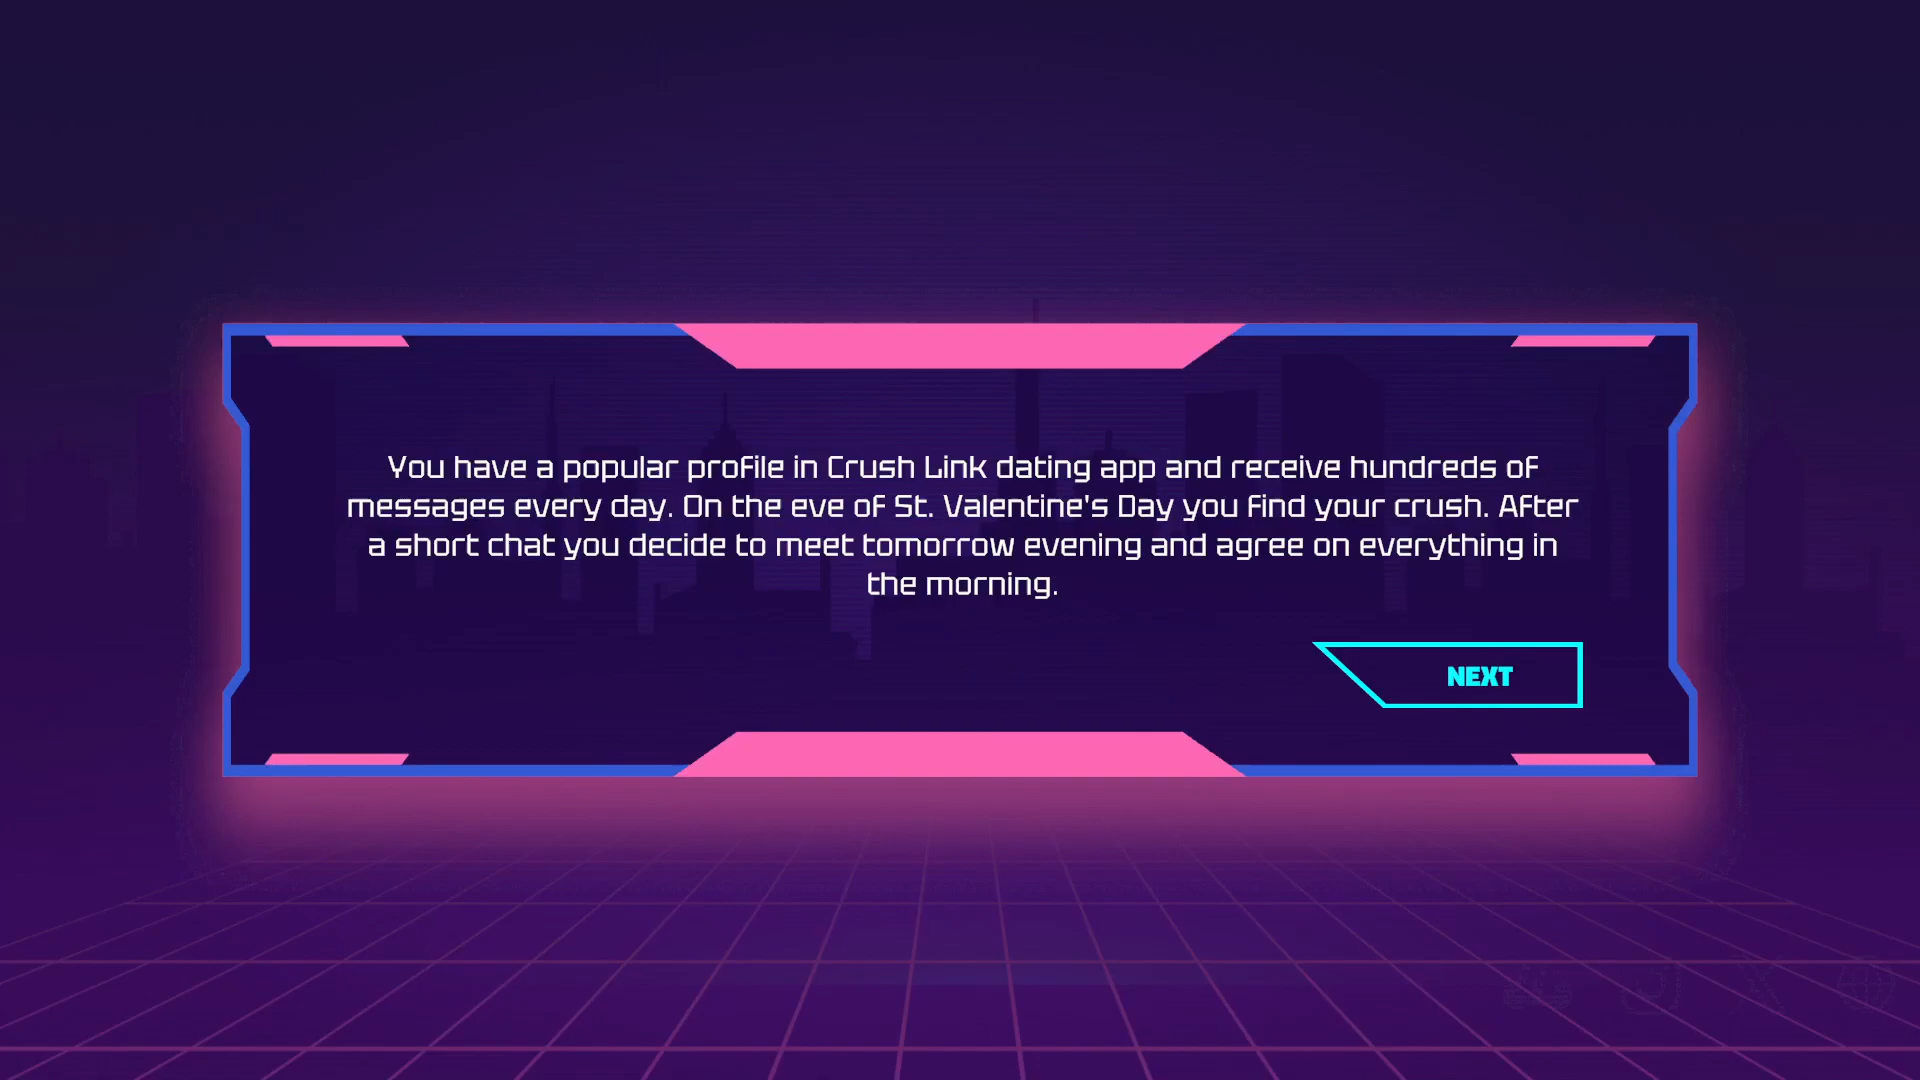 You have a popular profile in Crush Link dating app and receive hundreds of
messages every day. On the eve of St. Valentine's Day you find your crush. After
a short chat you decide to meet tomorrow evening and agree on everything in
the morning.
NEXT